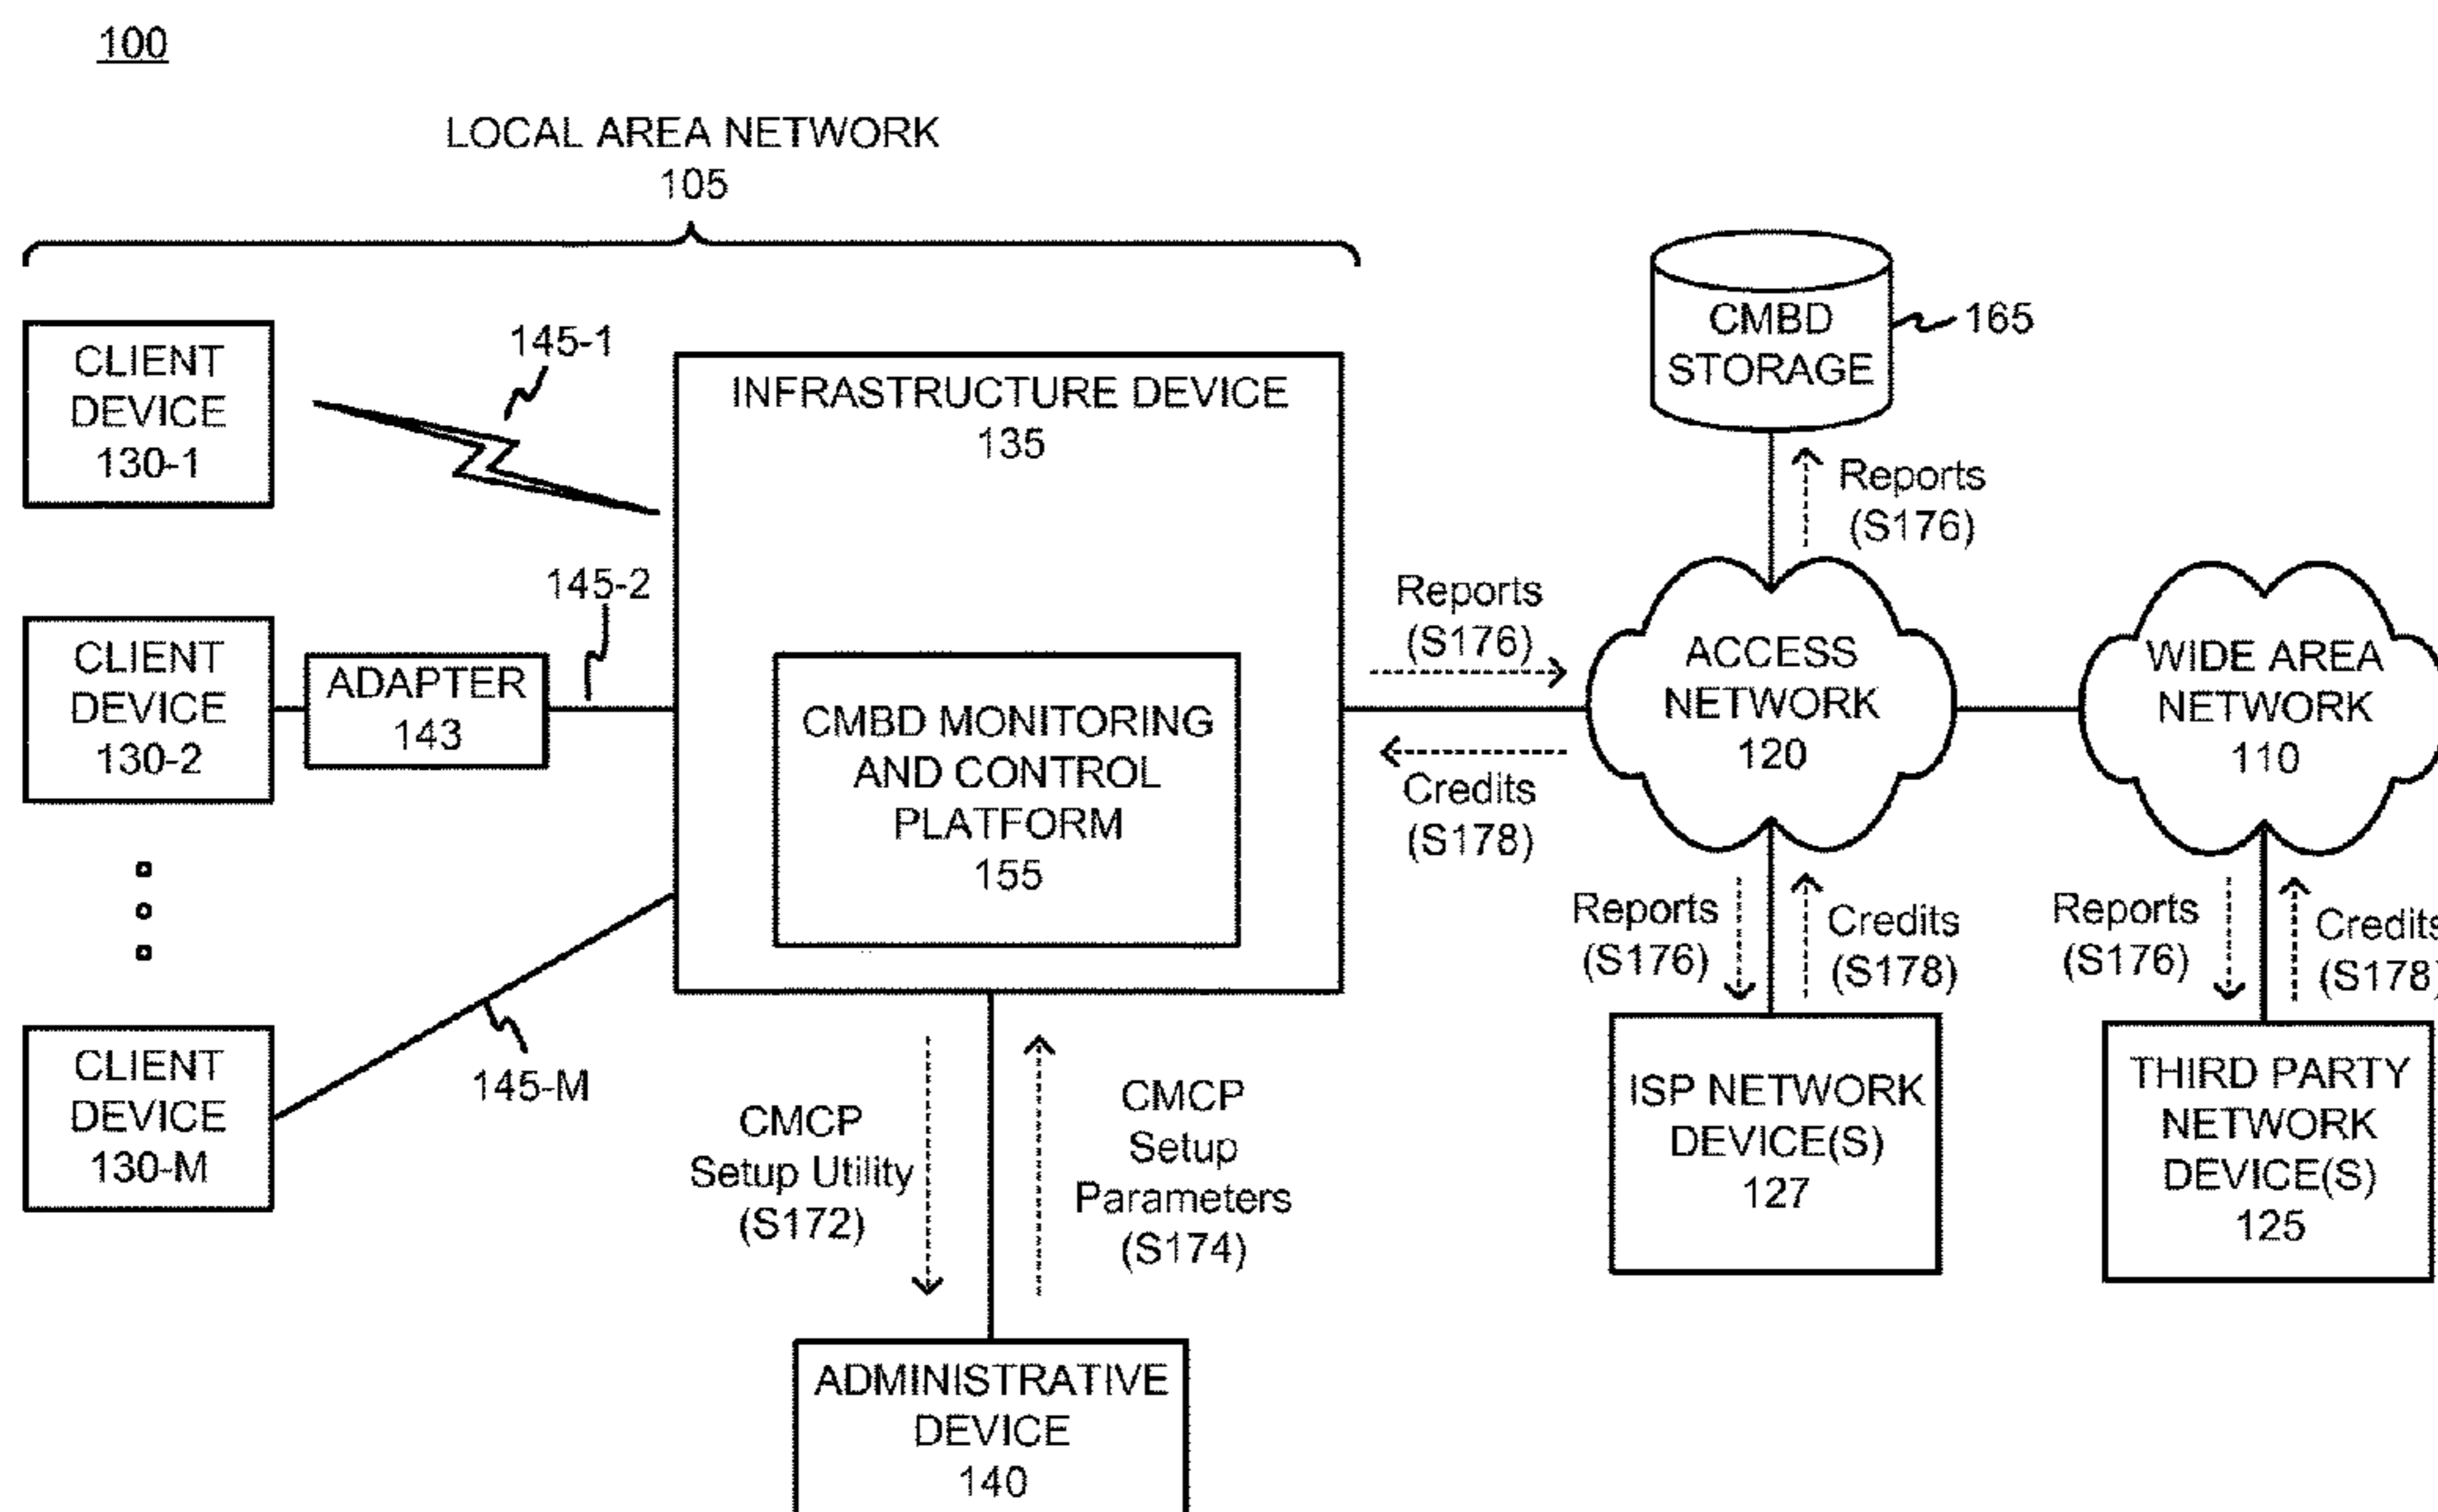 100
LOCAL AREA NETWORK
105
CLIENT
DEVICE
130-1
145-1
INFRASTRUCTURE DEVICE
135
CMBD
STORAGE
165
Reports
(S176)
CLIENT
DEVICE
130-2
ADAPTER
143
145-2
CMBD MONITORING
AND CONTROL
PLATFORM
155
Reports
(S176)
Credits
(S178)
ACCESS
NETWORK
120
WIDE AREA
NETWORK
110
Reports
(S176)
Credits
(S178)
Reports
(S176)
Credits
(S178)
CLIENT
DEVICE
130-M
145-M
CMCP
Setup Utility
(S172)
CMCP
Setup
Parameters
(S174)
ISP NETWORK
DEVICE(S)
127
THIRD PARTY
NETWORK
DEVICE(S)
125
ADMINISTRATIVE
DEVICE
140